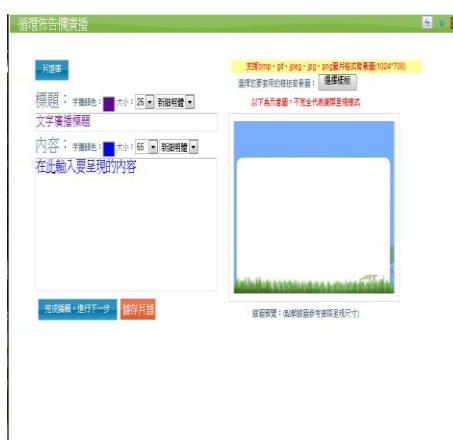 循環佈告欄廣播
片語庫
支援bmp、gif、jpeg、jpg、png圖片格式背景圖(1024*700)
選擇您要套用的樣板背景圖： 選擇樣板
標題： 字體顏色： 大小： 26 新細明體
以下為示意圖，不完全代表實際呈現樣式
文字廣播標題
內容： 字體顏色： 大小： 65 新細明體
在此輸入要呈現的內容
完成編輯，進行下一步 儲存片語
縮圖預覽：(點擊縮圖參考實際呈現尺寸)